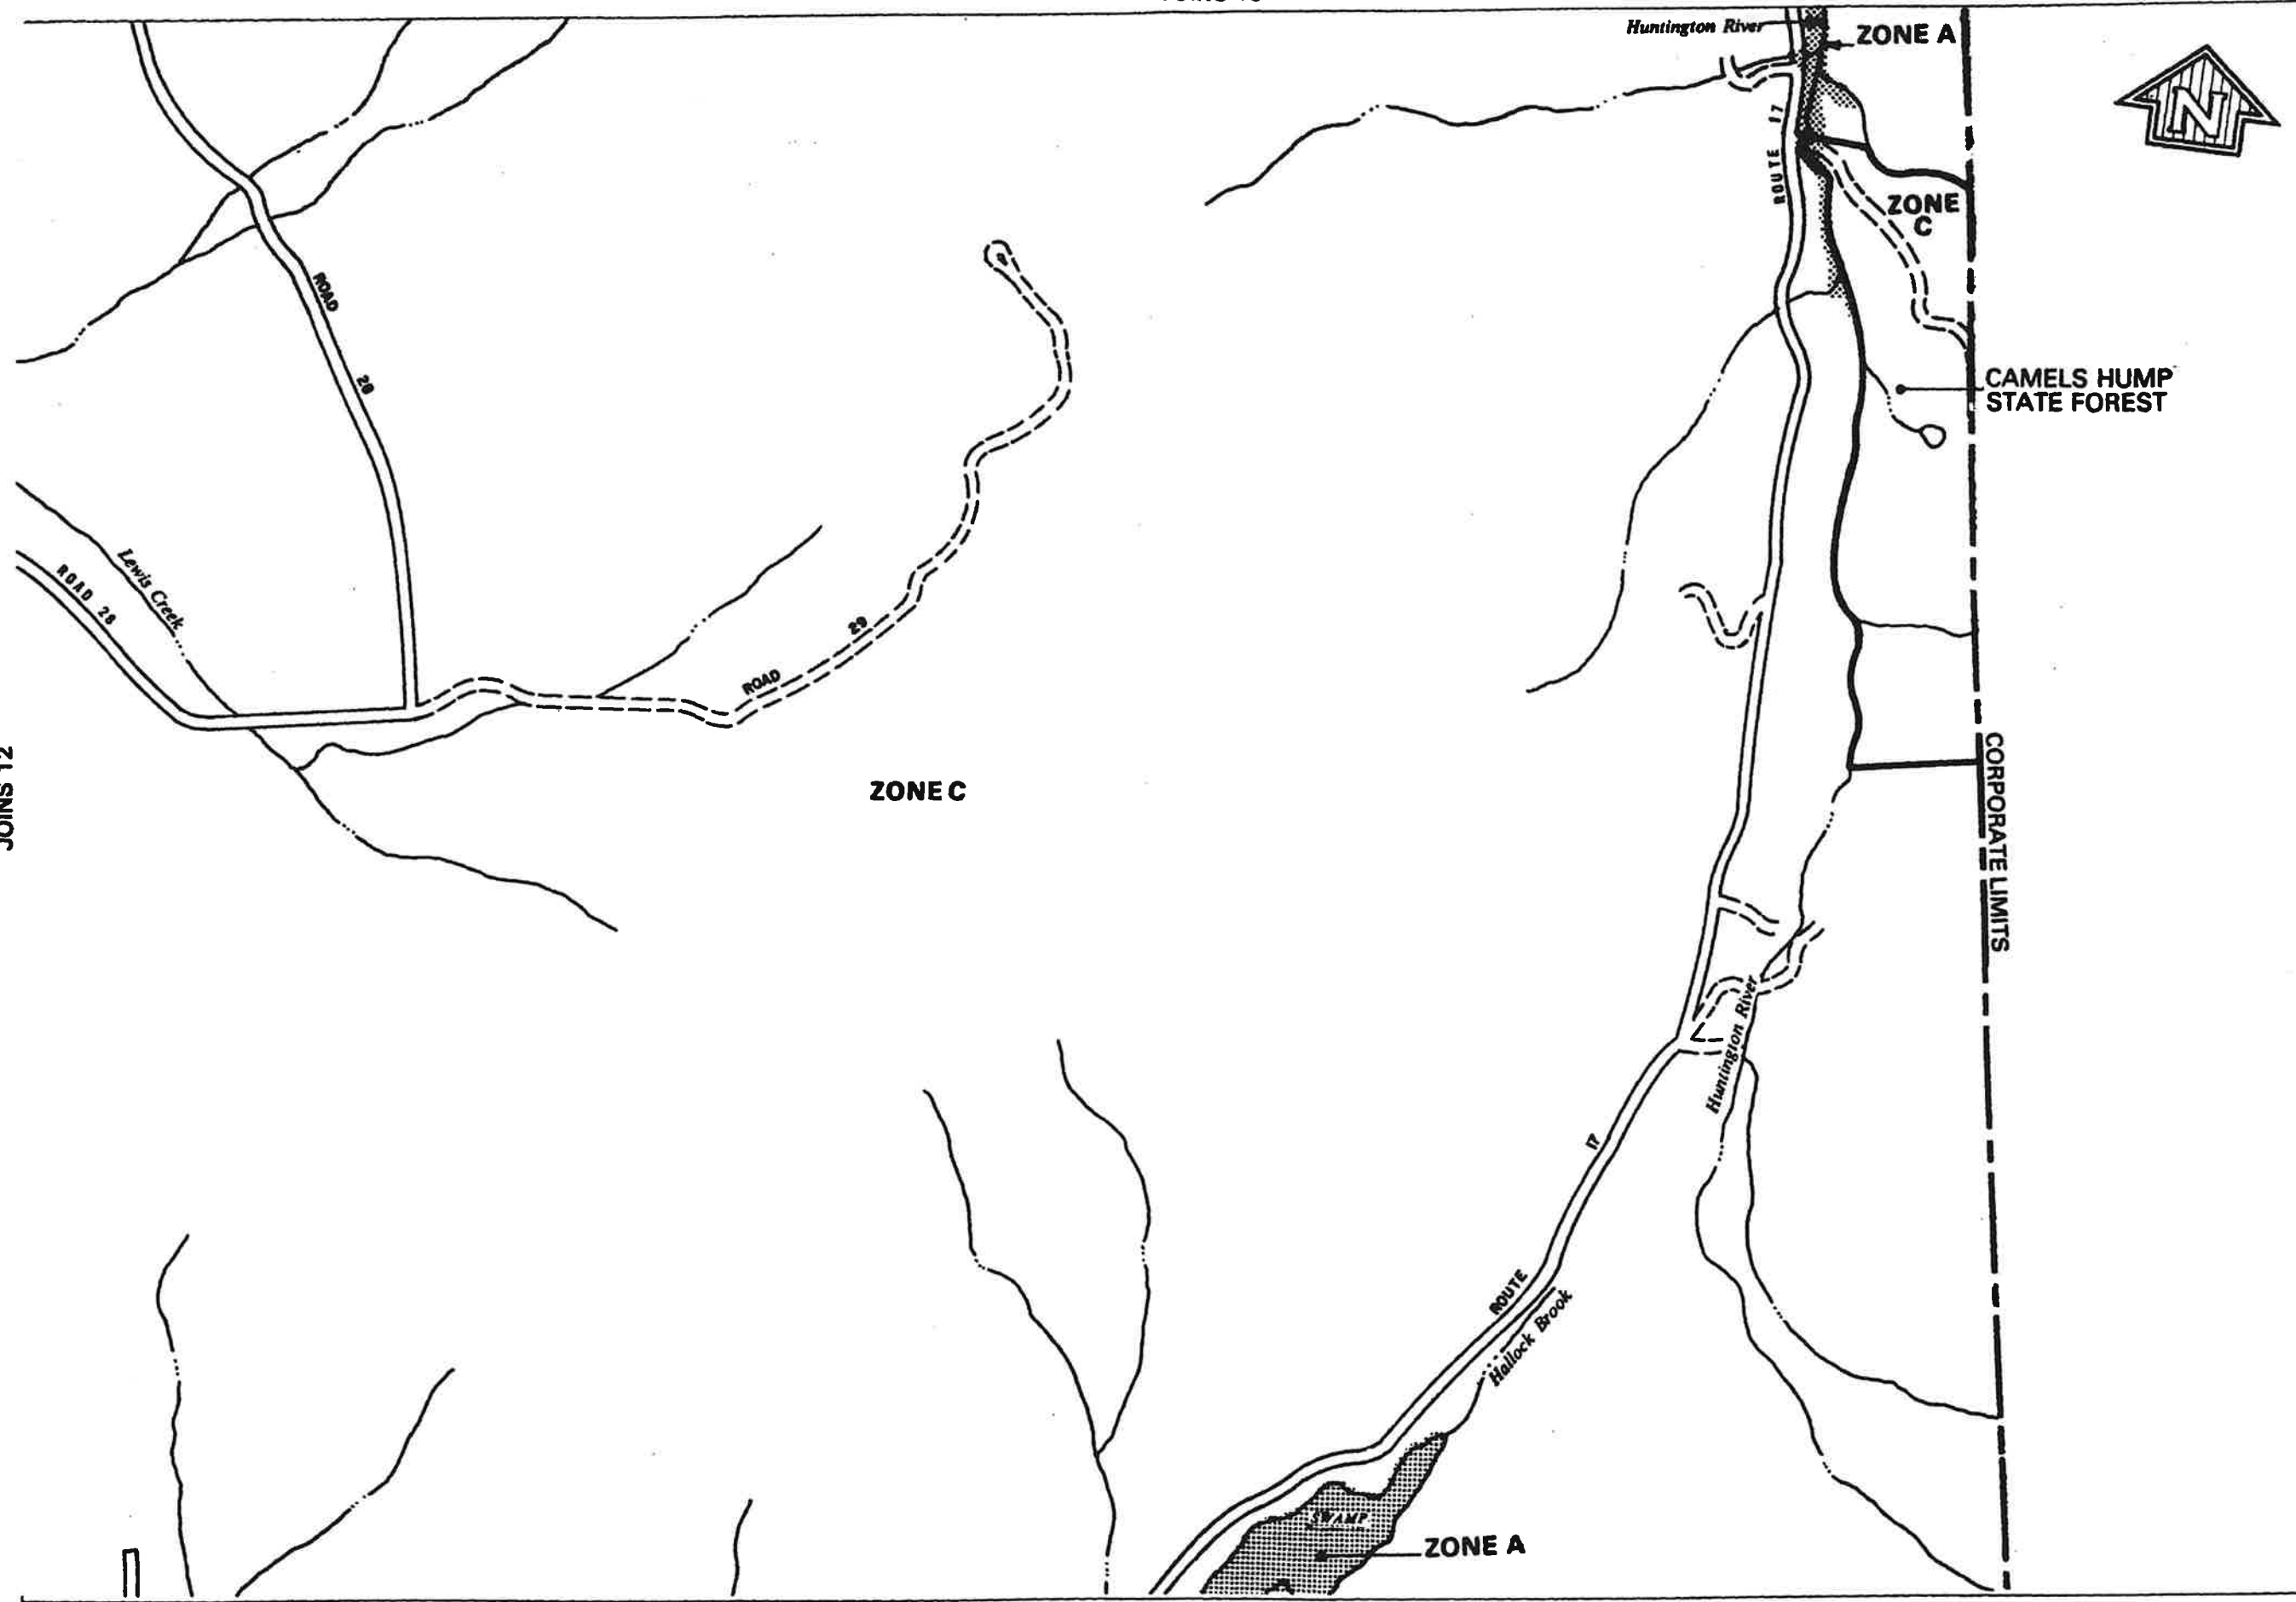 Huntington River
ZONE A
N
ROUTE 17
ZONE
C
ROAD
28
CAMELS HUMP
STATE FOREST
Lewis Creek
ROAD 28
29
ROAD
JOINS 12
ZONE C
CORPORATE LIMITS
Huntington River
17
ROUTE
Hallock Brook
SWAMP
ZONE A